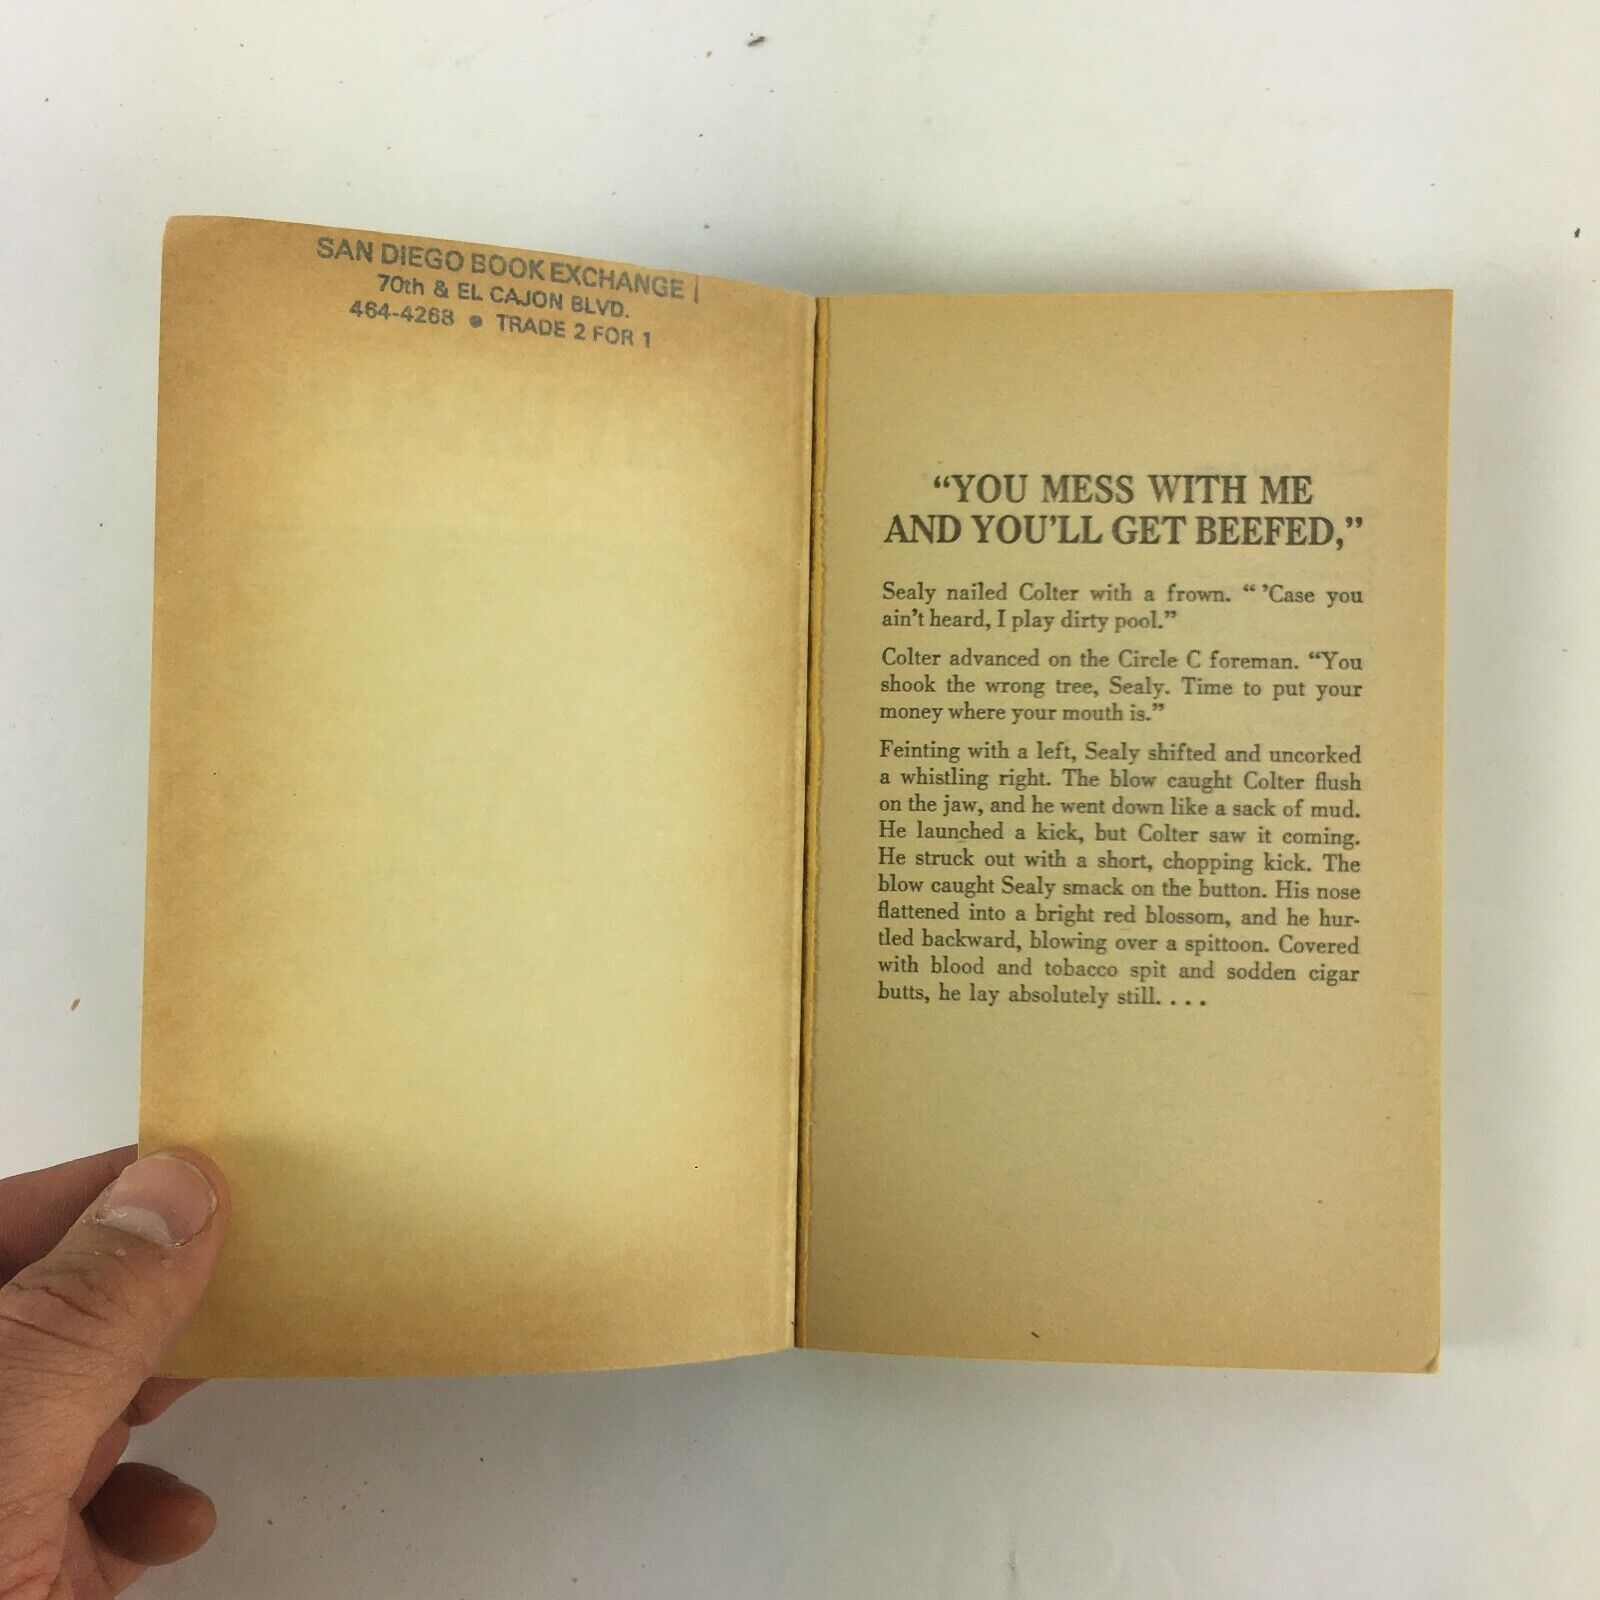 SAN DIEGO BOOK EXCHANGE
70th & EL CAJON BLVD.
464-4268 ● TRADE 2 FOR 1
“YOU MESS WITH ME
AND YOU’LL GET BEEFED,”
Sealy nailed Colter with a frown. “ ’Case you
ain’t heard, I play dirty pool.”
Colter advanced on the Circle C foreman. “You
shook the wrong tree, Sealy. Time to put your
money where your mouth is.”
Feinting with a left, Sealy shifted and uncorked
a whistling right. The blow caught Colter flush
on the jaw, and he went down like a sack of mud.
He launched a kick, but Colter saw it coming.
He struck out with a short, chopping kick. The
blow caught Sealy smack on the button. His nose
flattened into a bright red blossom, and he hur-
tled backward, blowing over a spittoon. Covered
with blood and tobacco spit and sodden cigar
butts, he lay absolutely still. . . .